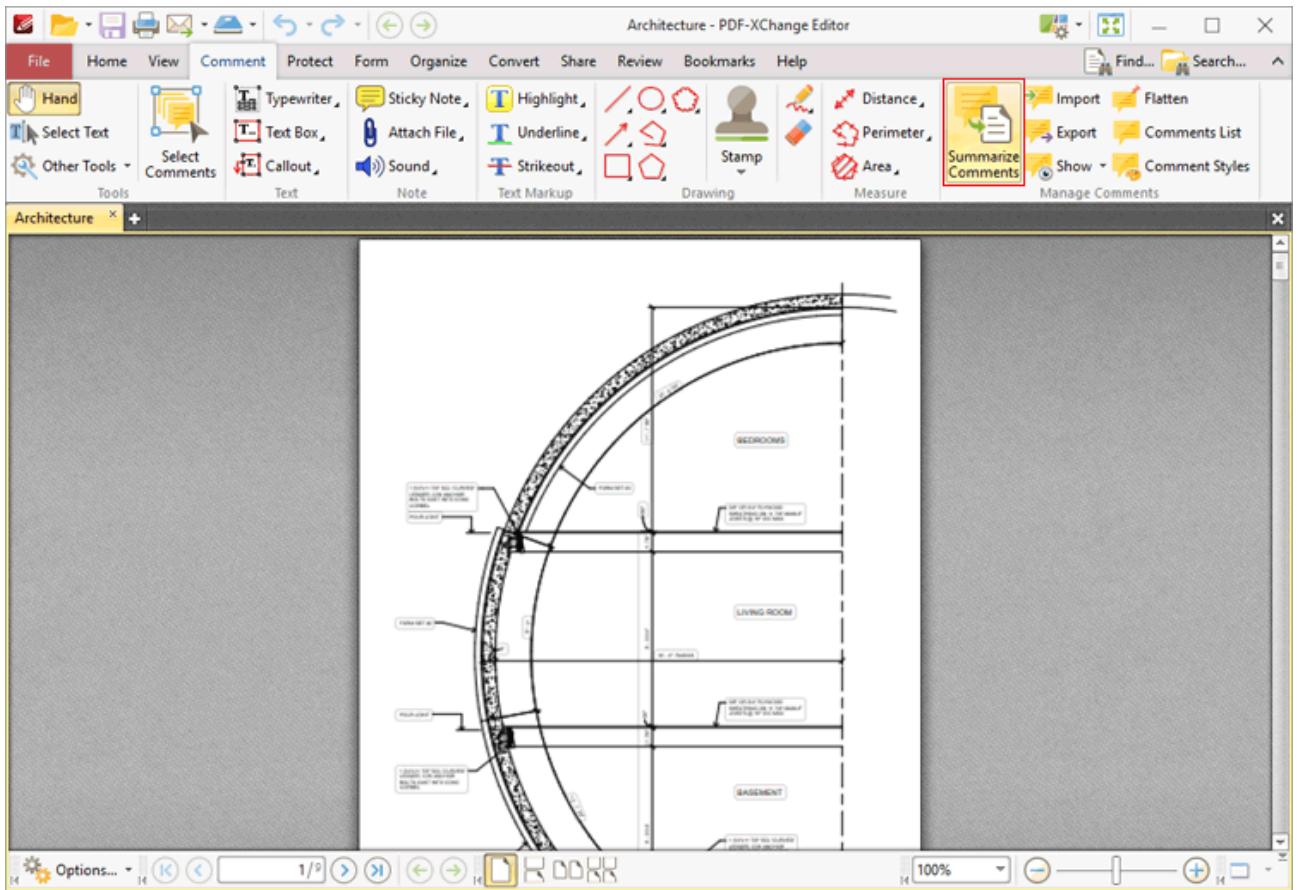 Architecture - PDF-XChange Editor
File Home View Comment Protect Form Organize Convert Share Review Bookmarks Help Find... Search...
Hand
Select Text
Other Tools
Tools
Select
Comments
Typewriter
Text Box
Callout
Text
Sticky Note
Attach File
Sound
Note
Highlight
Underline
Strikeout
Text Markup
Stamp
Drawing
Distance
Perimeter
Area
Measure
Summarize
Comments
Import
Export
Show
Flatten
Comments List
Comment Styles
Manage Comments
Architecture
BEDROOMS
LIVING ROOM
BASEMENT
Options...
1/9
100%